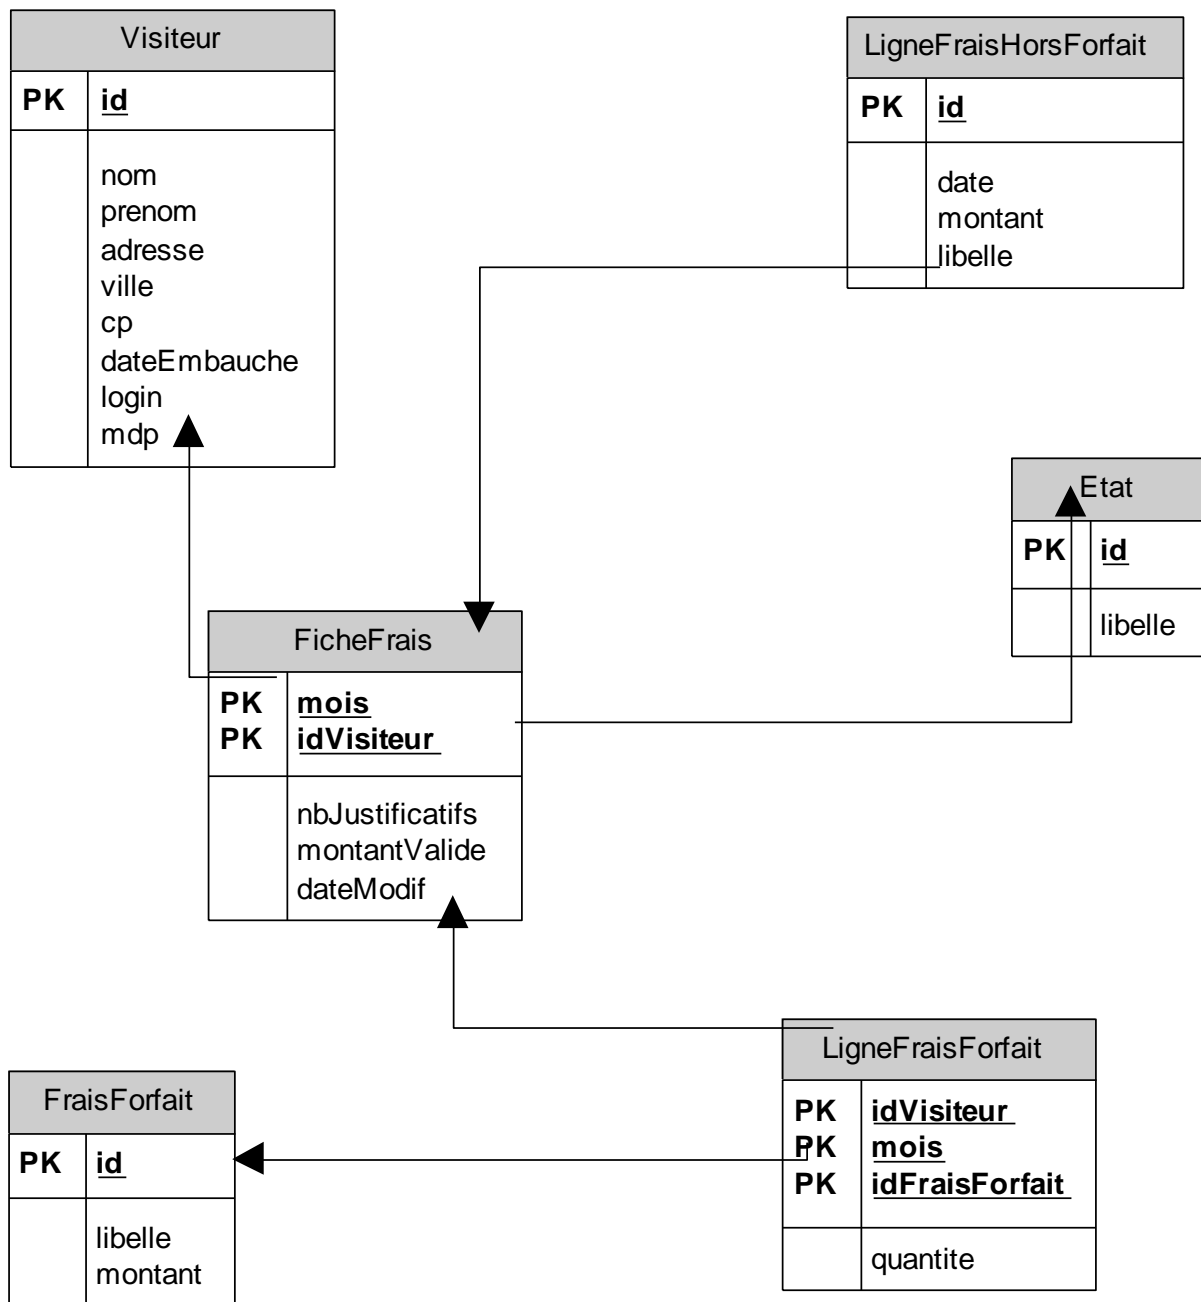 Visiteur
PK id
nom
prenom
adresse
ville
cp
dateEmbauche
login
mdp
LigneFraisHorsForfait
PK id
date
montant
libelle
Etat
PK id
libelle
FicheFrais
PK mois
PK idVisiteur
nbJustificatifs
montantValide
dateModif
LigneFraisForfait
PK idVisiteur
PK mois
PK idFraisForfait
quantite
FraisForfait
PK id
libelle
montant